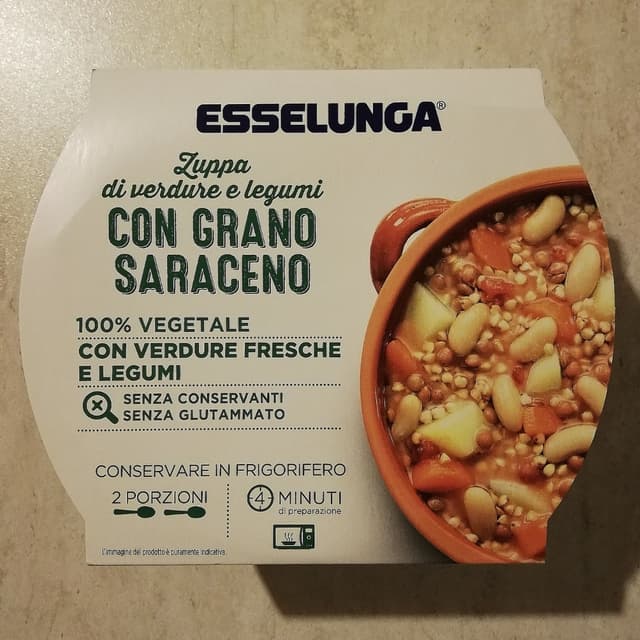 ESSELUNGA®
Zuppa
di verdure e legumi
CON GRANO
SARACENO
100% VEGETALE
CON VERDURE FRESCHE
E LEGUMI
SENZA CONSERVANTI
SENZA GLUTAMMATO
CONSERVARE IN FRIGORIFERO
2 PORZIONI
4 MINUTI
di preparazione
L'immagine del prodotto è puramente indicativa.